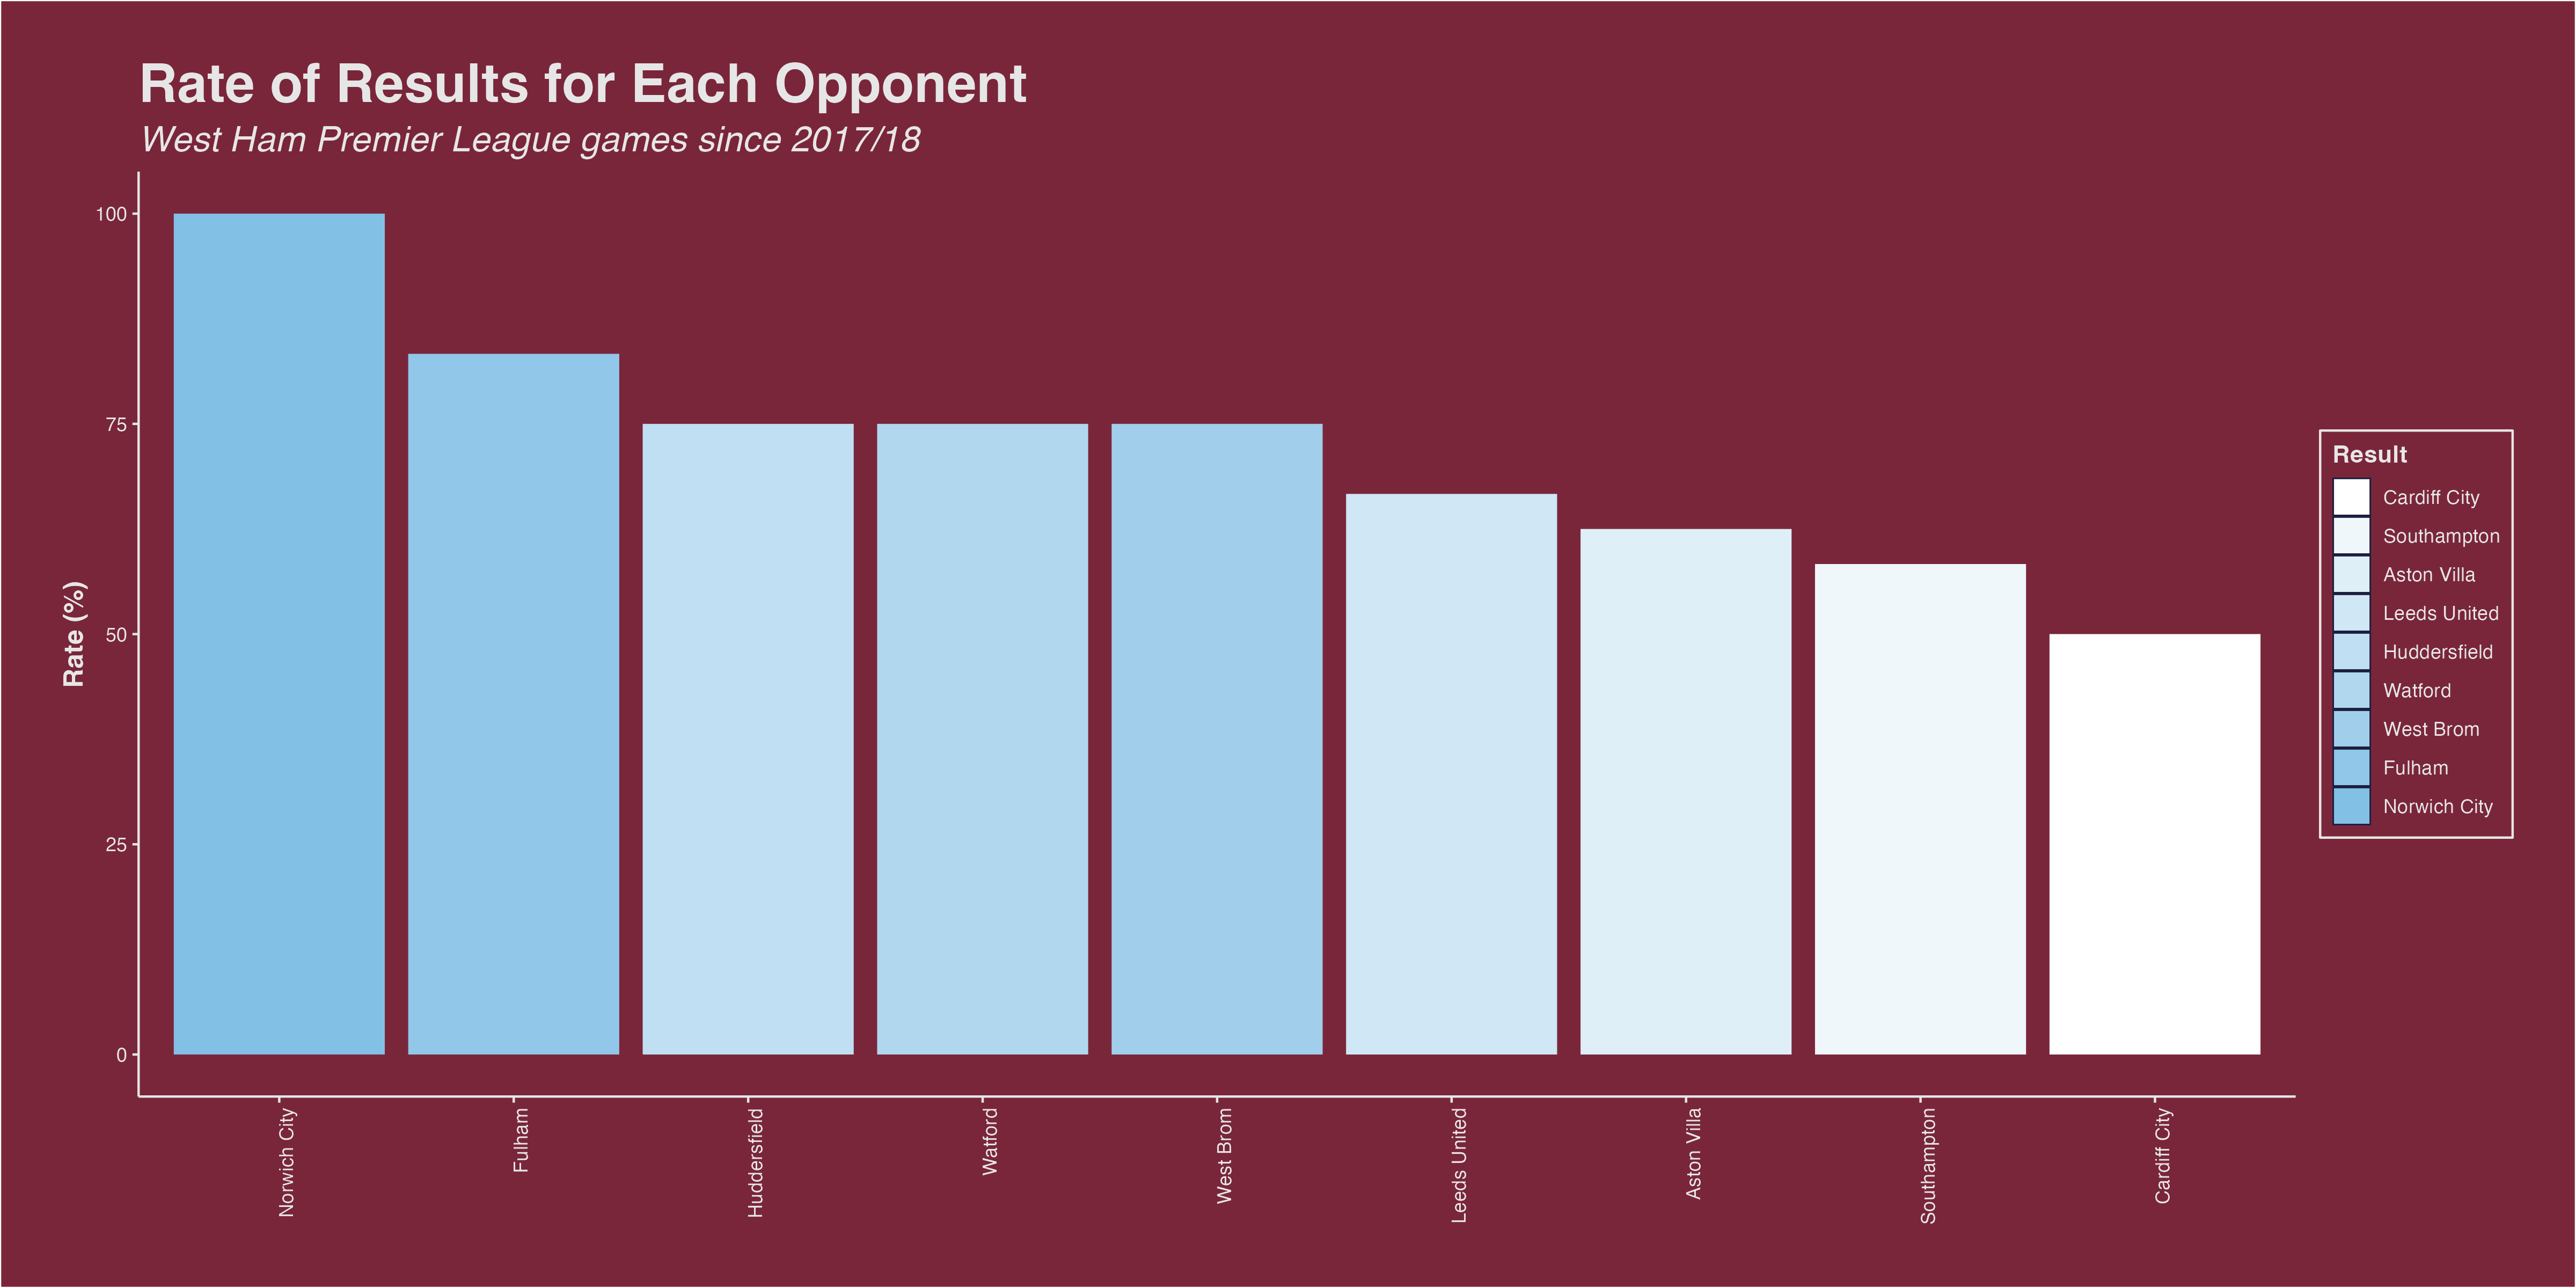 Rate of Results for Each Opponent
West Ham Premier League games since 2017/18
Rate (%)
100
75
50
25
0
Norwich City
Fulham
Huddersfield
Watford
West Brom
Leeds United
Aston Villa
Southampton
Cardiff City
Result
Cardiff City
Southampton
Aston Villa
Leeds United
Huddersfield
Watford
West Brom
Fulham
Norwich City